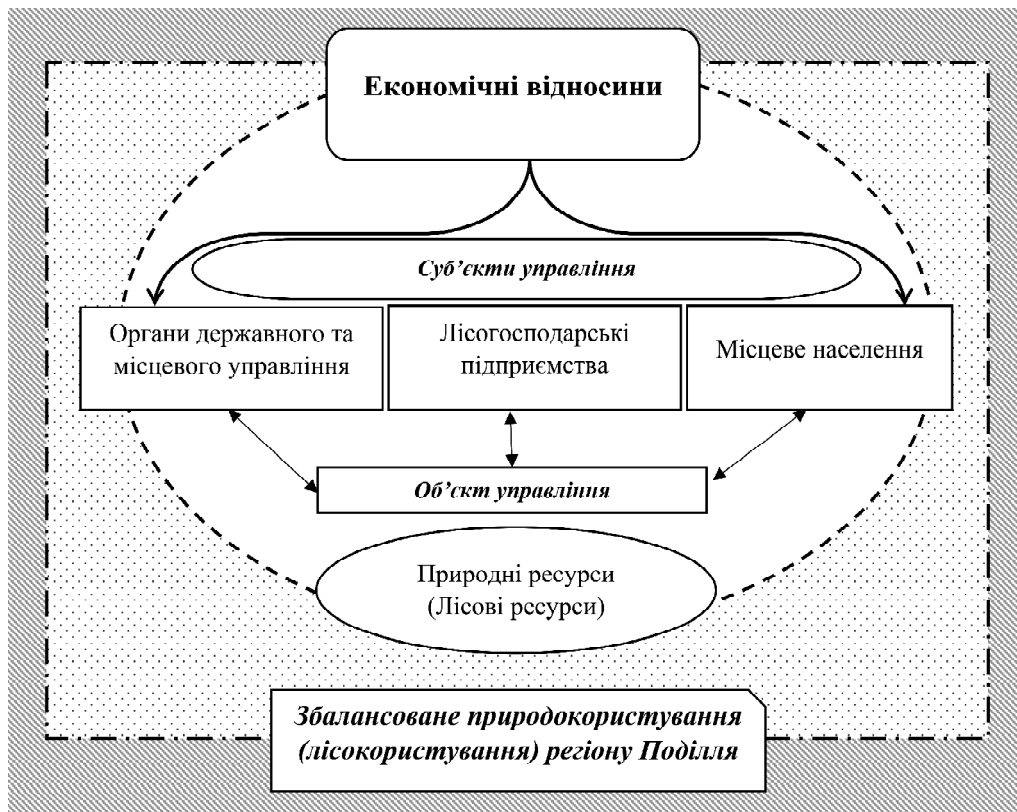 Економічні відносини
Суб’єкти управління
Органи державного та
місцевого управління
Лісогосподарські
підприємства
Місцеве населення
Об’єкт управління
Природні ресурси
(Лісові ресурси)
Збалансоване природокористування
(лісокористування) регіону Поділля